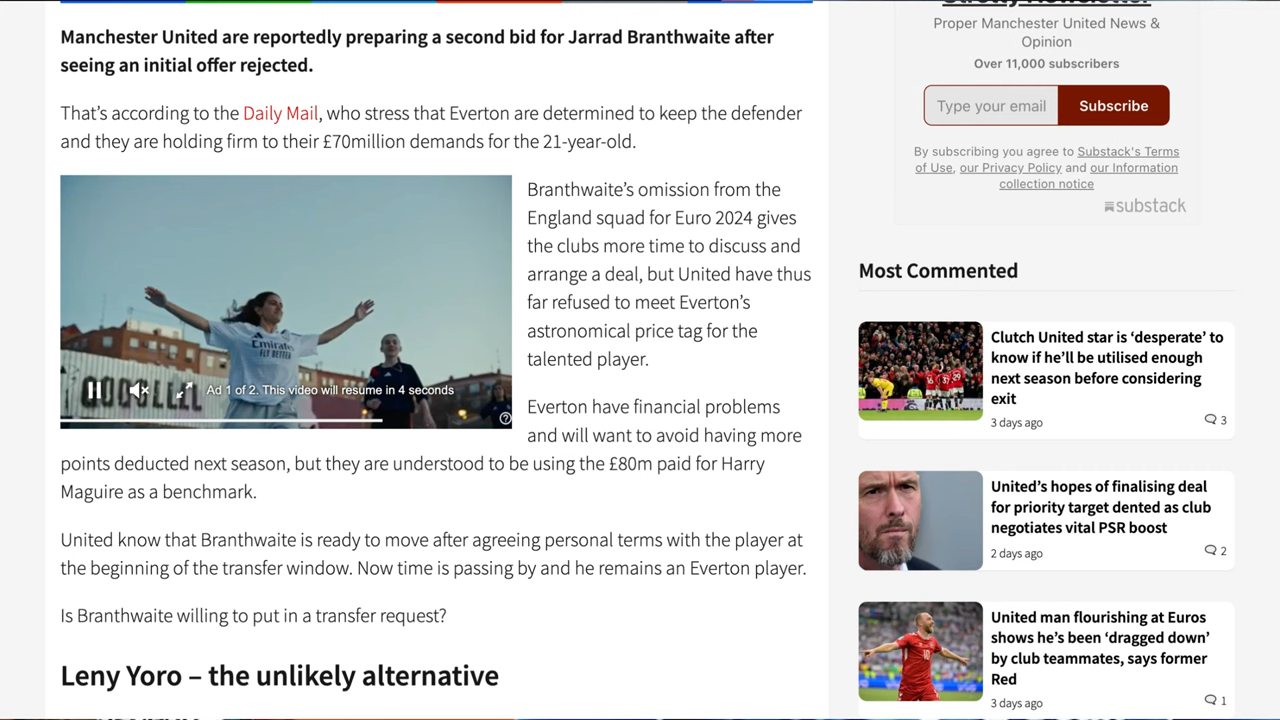 Manchester United are reportedly preparing a second bid for Jarrad Branthwaite after
seeing an initial offer rejected.
That’s according to the Daily Mail, who stress that Everton are determined to keep the defender
and they are holding firm to their £70million demands for the 21-year-old.
Emirates
FLY BETTER
Ad 1 of 2. This video will resume in 4 seconds
Branthwaite’s omission from the
England squad for Euro 2024 gives
the clubs more time to discuss and
arrange a deal, but United have thus
far refused to meet Everton’s
astronomical price tag for the
talented player.
Everton have financial problems
and will want to avoid having more
points deducted next season, but they are understood to be using the £80m paid for Harry
Maguire as a benchmark.
United know that Branthwaite is ready to move after agreeing personal terms with the player at
the beginning of the transfer window. Now time is passing by and he remains an Everton player.
Is Branthwaite willing to put in a transfer request?
Leny Yoro – the unlikely alternative
Proper Manchester United News &
Opinion
Over 11,000 subscribers
Type your email
Subscribe
By subscribing you agree to Substack's Terms
of Use, our Privacy Policy and our Information
collection notice
substack
Most Commented
Clutch United star is ‘desperate’ to
know if he’ll be utilised enough
next season before considering
exit
3 days ago
3
United’s hopes of finalising deal
for priority target dented as club
negotiates vital PSR boost
2 days ago
2
United man flourishing at Euros
shows he’s been ‘dragged down’
by club teammates, says former
Red
3 days ago
1